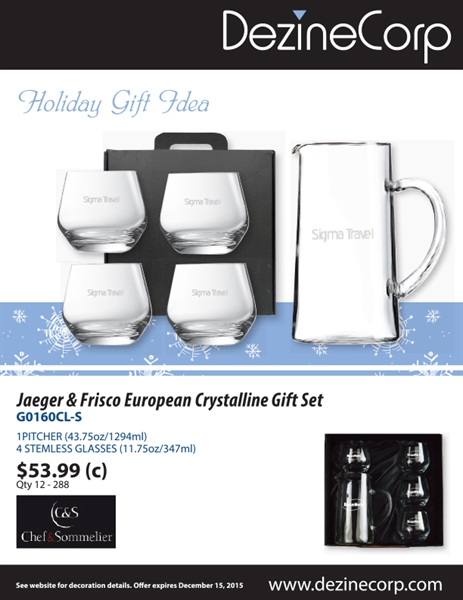 DezineCorp
Holiday Gift Idea
Sigma Travel
Sigma Travel
Sigma Travel
Sigma Travel
Sigma Travel
Jaeger & Frisco European Crystalline Gift Set
G0160CL-S
1PITCHER (43.75oz/1294ml)
4 STEMLESS GLASSES (11.75oz/347ml)
$53.99 (c)
Qty 12 - 288
C&S
Chef&Sommelier
See website for decoration details. Offer expires December 15, 2015
www.dezinecorp.com